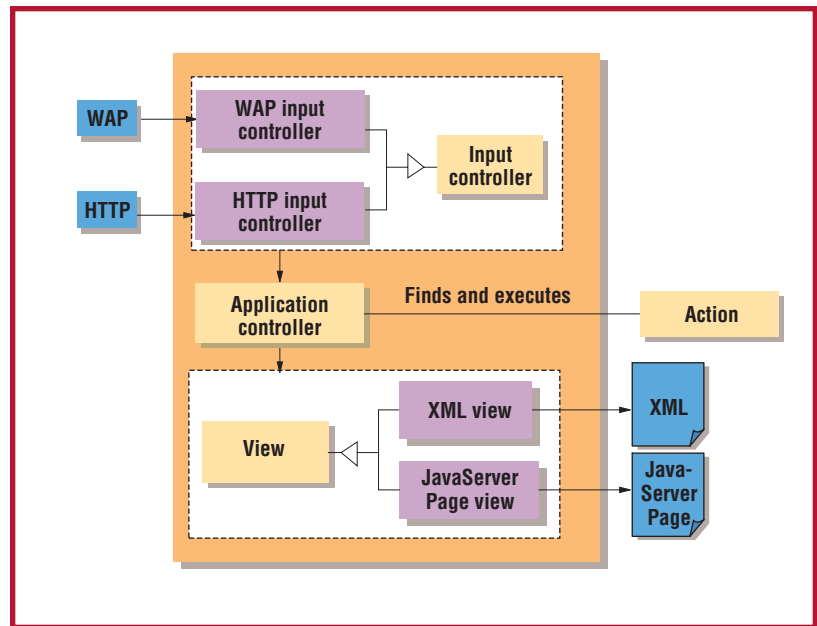 WAP
WAP input
controller
Input
controller
HTTP
HTTP input
controller
Application
controller
Finds and executes
Action
View
XML view
XML
JavaServer
Page view
Java-
Server
Page